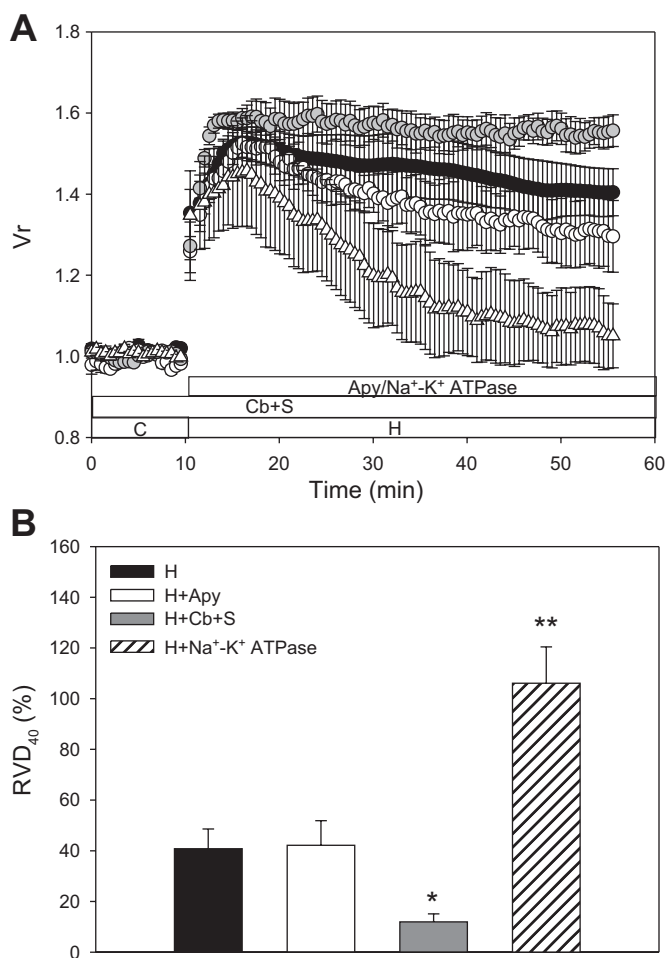 A
1.8
1.6
1.4
1.2
1.0
0.8
Vr
Apy/Na⁺-K⁺ ATPase
Cb+S
C H
0 10 20 30 40 50 60
Time (min)
B
160
140
120
100
80
60
40
20
0
RVD₄₀ (%)
H
H+Apy
H+Cb+S
H+Na⁺-K⁺ ATPase
*
**